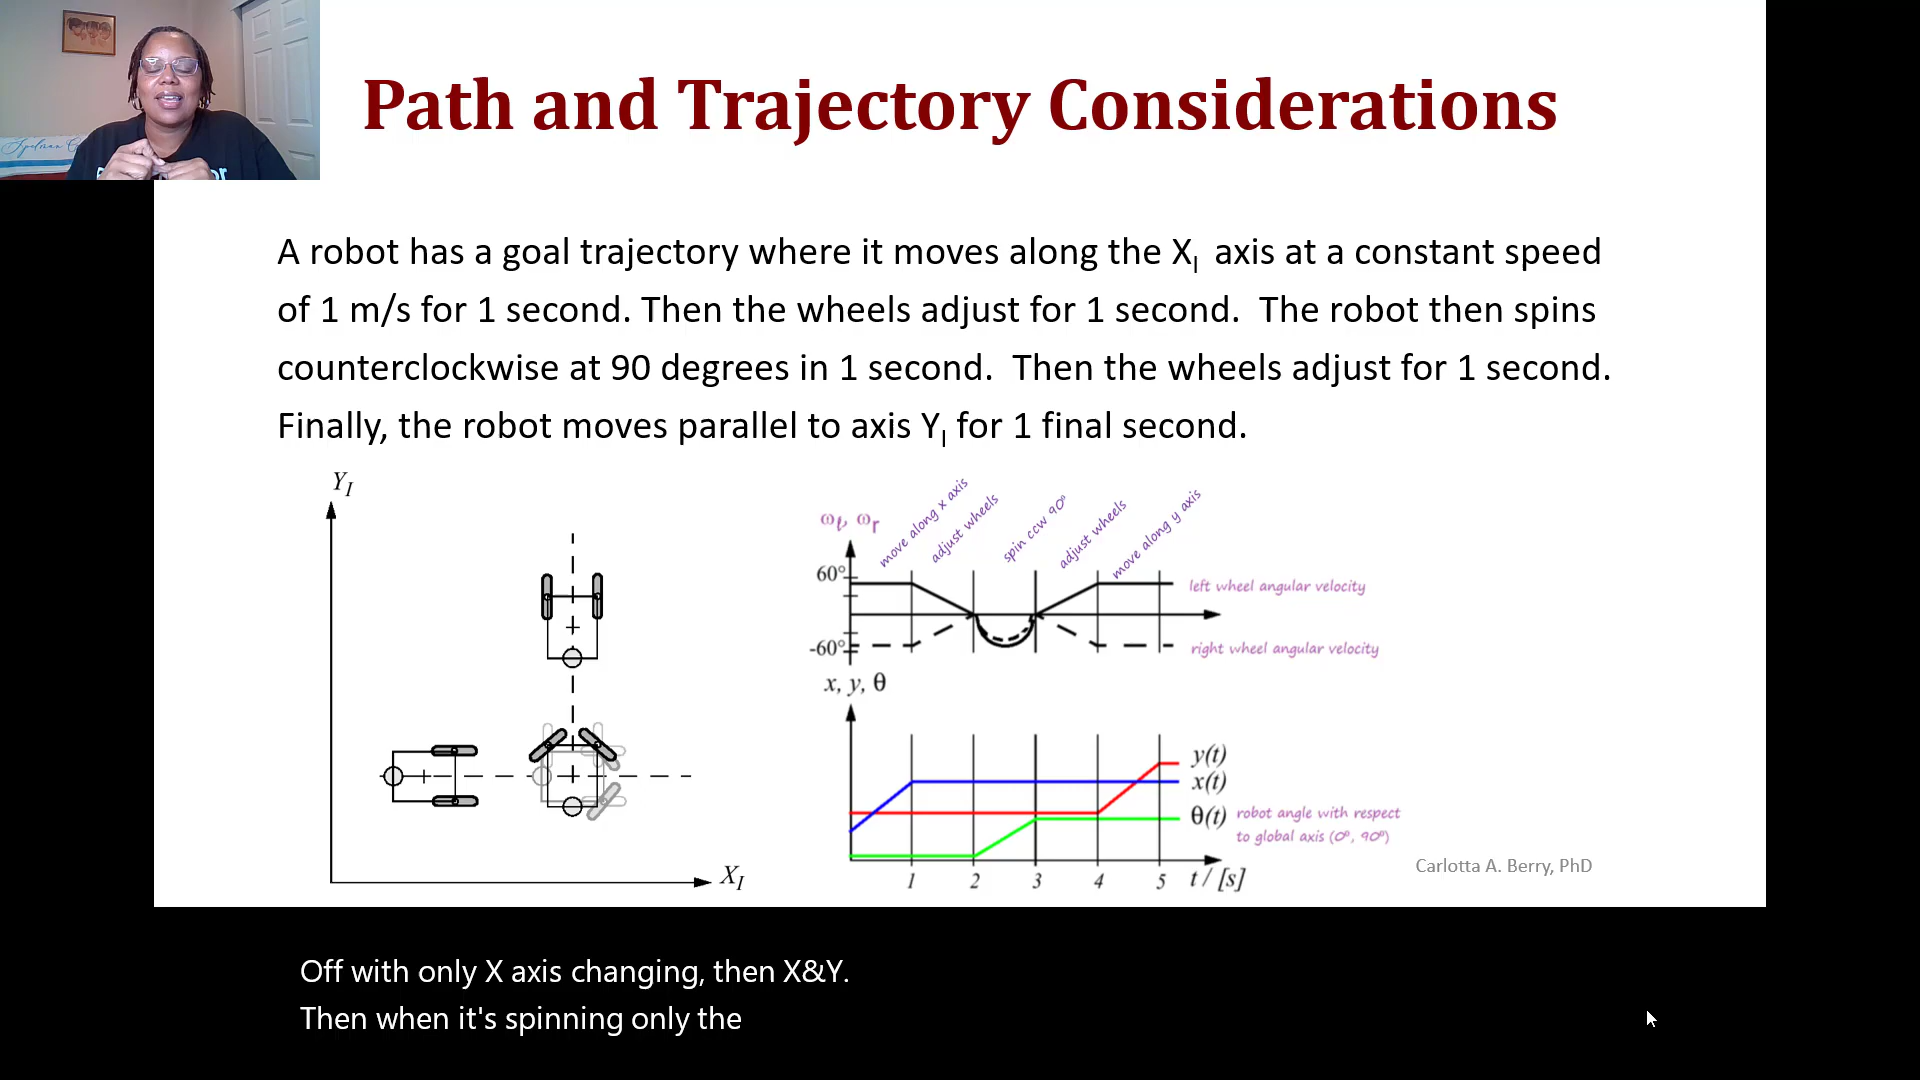 Path and Trajectory Considerations
A robot has a goal trajectory where it moves along the X_I axis at a constant speed
of 1 m/s for 1 second. Then the wheels adjust for 1 second. The robot then spins
counterclockwise at 90 degrees in 1 second. Then the wheels adjust for 1 second.
Finally, the robot moves parallel to axis Y_I for 1 final second.
Y_I
X_I
ωℓ, ωr
move along x axis
adjust wheels
spin ccw 90°
adjust wheels
move along y axis
60°
-60°
left wheel angular velocity
right wheel angular velocity
x, y, θ
y(t)
x(t)
θ(t)
robot angle with respect
to global axis (0°, 90°)
1 2 3 4 5 t / [s]
Carlotta A. Berry, PhD
Off with only X axis changing, then X&Y.
Then when it's spinning only the